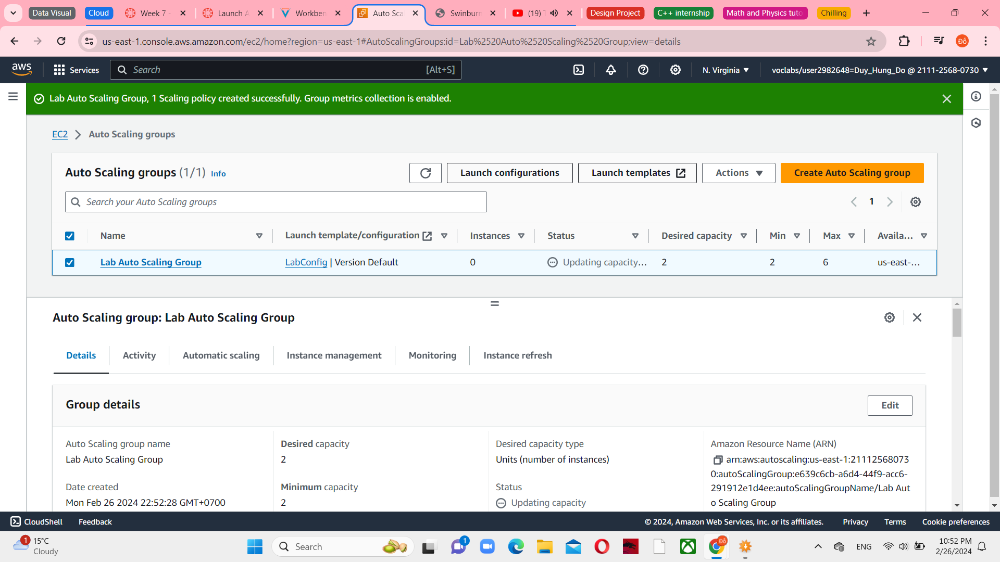 Data Visual
Cloud
Week 7 -
Launch A
Workben
Auto Sca
Swinburn
(19)
Design Project
C++ internship
Math and Physics tuto
Chilling
us-east-1.console.aws.amazon.com/ec2/home?region=us-east-1#AutoScalingGroups:id=Lab%2520Auto%2520Scaling%2520Group;view=details
Đỗ
aws
Services
Search
[Alt+S]
N. Virginia
voclabs/user2982648=Duy_Hung_Do @ 2111-2568-0730
Lab Auto Scaling Group, 1 Scaling policy created successfully. Group metrics collection is enabled.
EC2
Auto Scaling groups
Auto Scaling groups (1/1) Info
Launch configurations
Launch templates
Actions
Create Auto Scaling group
Search your Auto Scaling groups
1
Name
Launch template/configuration
Instances
Status
Desired capacity
Min
Max
Availa...
Lab Auto Scaling Group
LabConfig | Version Default
0
Updating capacity...
2
2
6
us-east-...
Auto Scaling group: Lab Auto Scaling Group
Details
Activity
Automatic scaling
Instance management
Monitoring
Instance refresh
Group details
Edit
Auto Scaling group name
Lab Auto Scaling Group
Date created
Mon Feb 26 2024 22:52:28 GMT+0700
Desired capacity
2
Minimum capacity
2
Desired capacity type
Units (number of instances)
Status
Updating capacity
Amazon Resource Name (ARN)
arn:aws:autoscaling:us-east-1:21112568073
0:autoScalingGroup:e639c6cb-a6d4-44f9-acc6-
291912e1d4ee:autoScalingGroupName/Lab Aut
o Scaling Group
CloudShell
Feedback
© 2024, Amazon Web Services, Inc. or its affiliates.
Privacy
Terms
Cookie preferences
1
15°C
Cloudy
Search
1
Đỗ
ENG
10:52 PM
2/26/2024